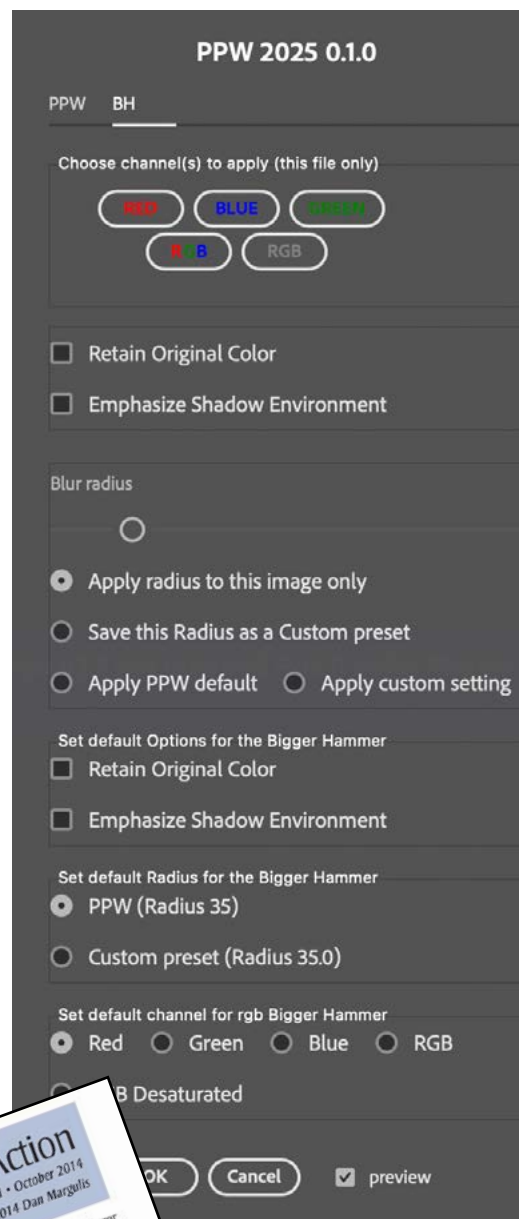 PPW 2025 0.1.0
PPW BH
Choose channel(s) to apply (this file only)
RED BLUE GREEN
RGB RGB
Retain Original Color
Emphasize Shadow Environment
Blur radius
Apply radius to this image only
Save this Radius as a Custom preset
Apply PPW default Apply custom setting
Set default Options for the Bigger Hammer
Retain Original Color
Emphasize Shadow Environment
Set default Radius for the Bigger Hammer
PPW (Radius 35)
Custom preset (Radius 35.0)
Set default channel for rgb Bigger Hammer
Red Green Blue RGB
B Desaturated
OK Cancel preview
Action
October 2014
2014 Dan Margulis